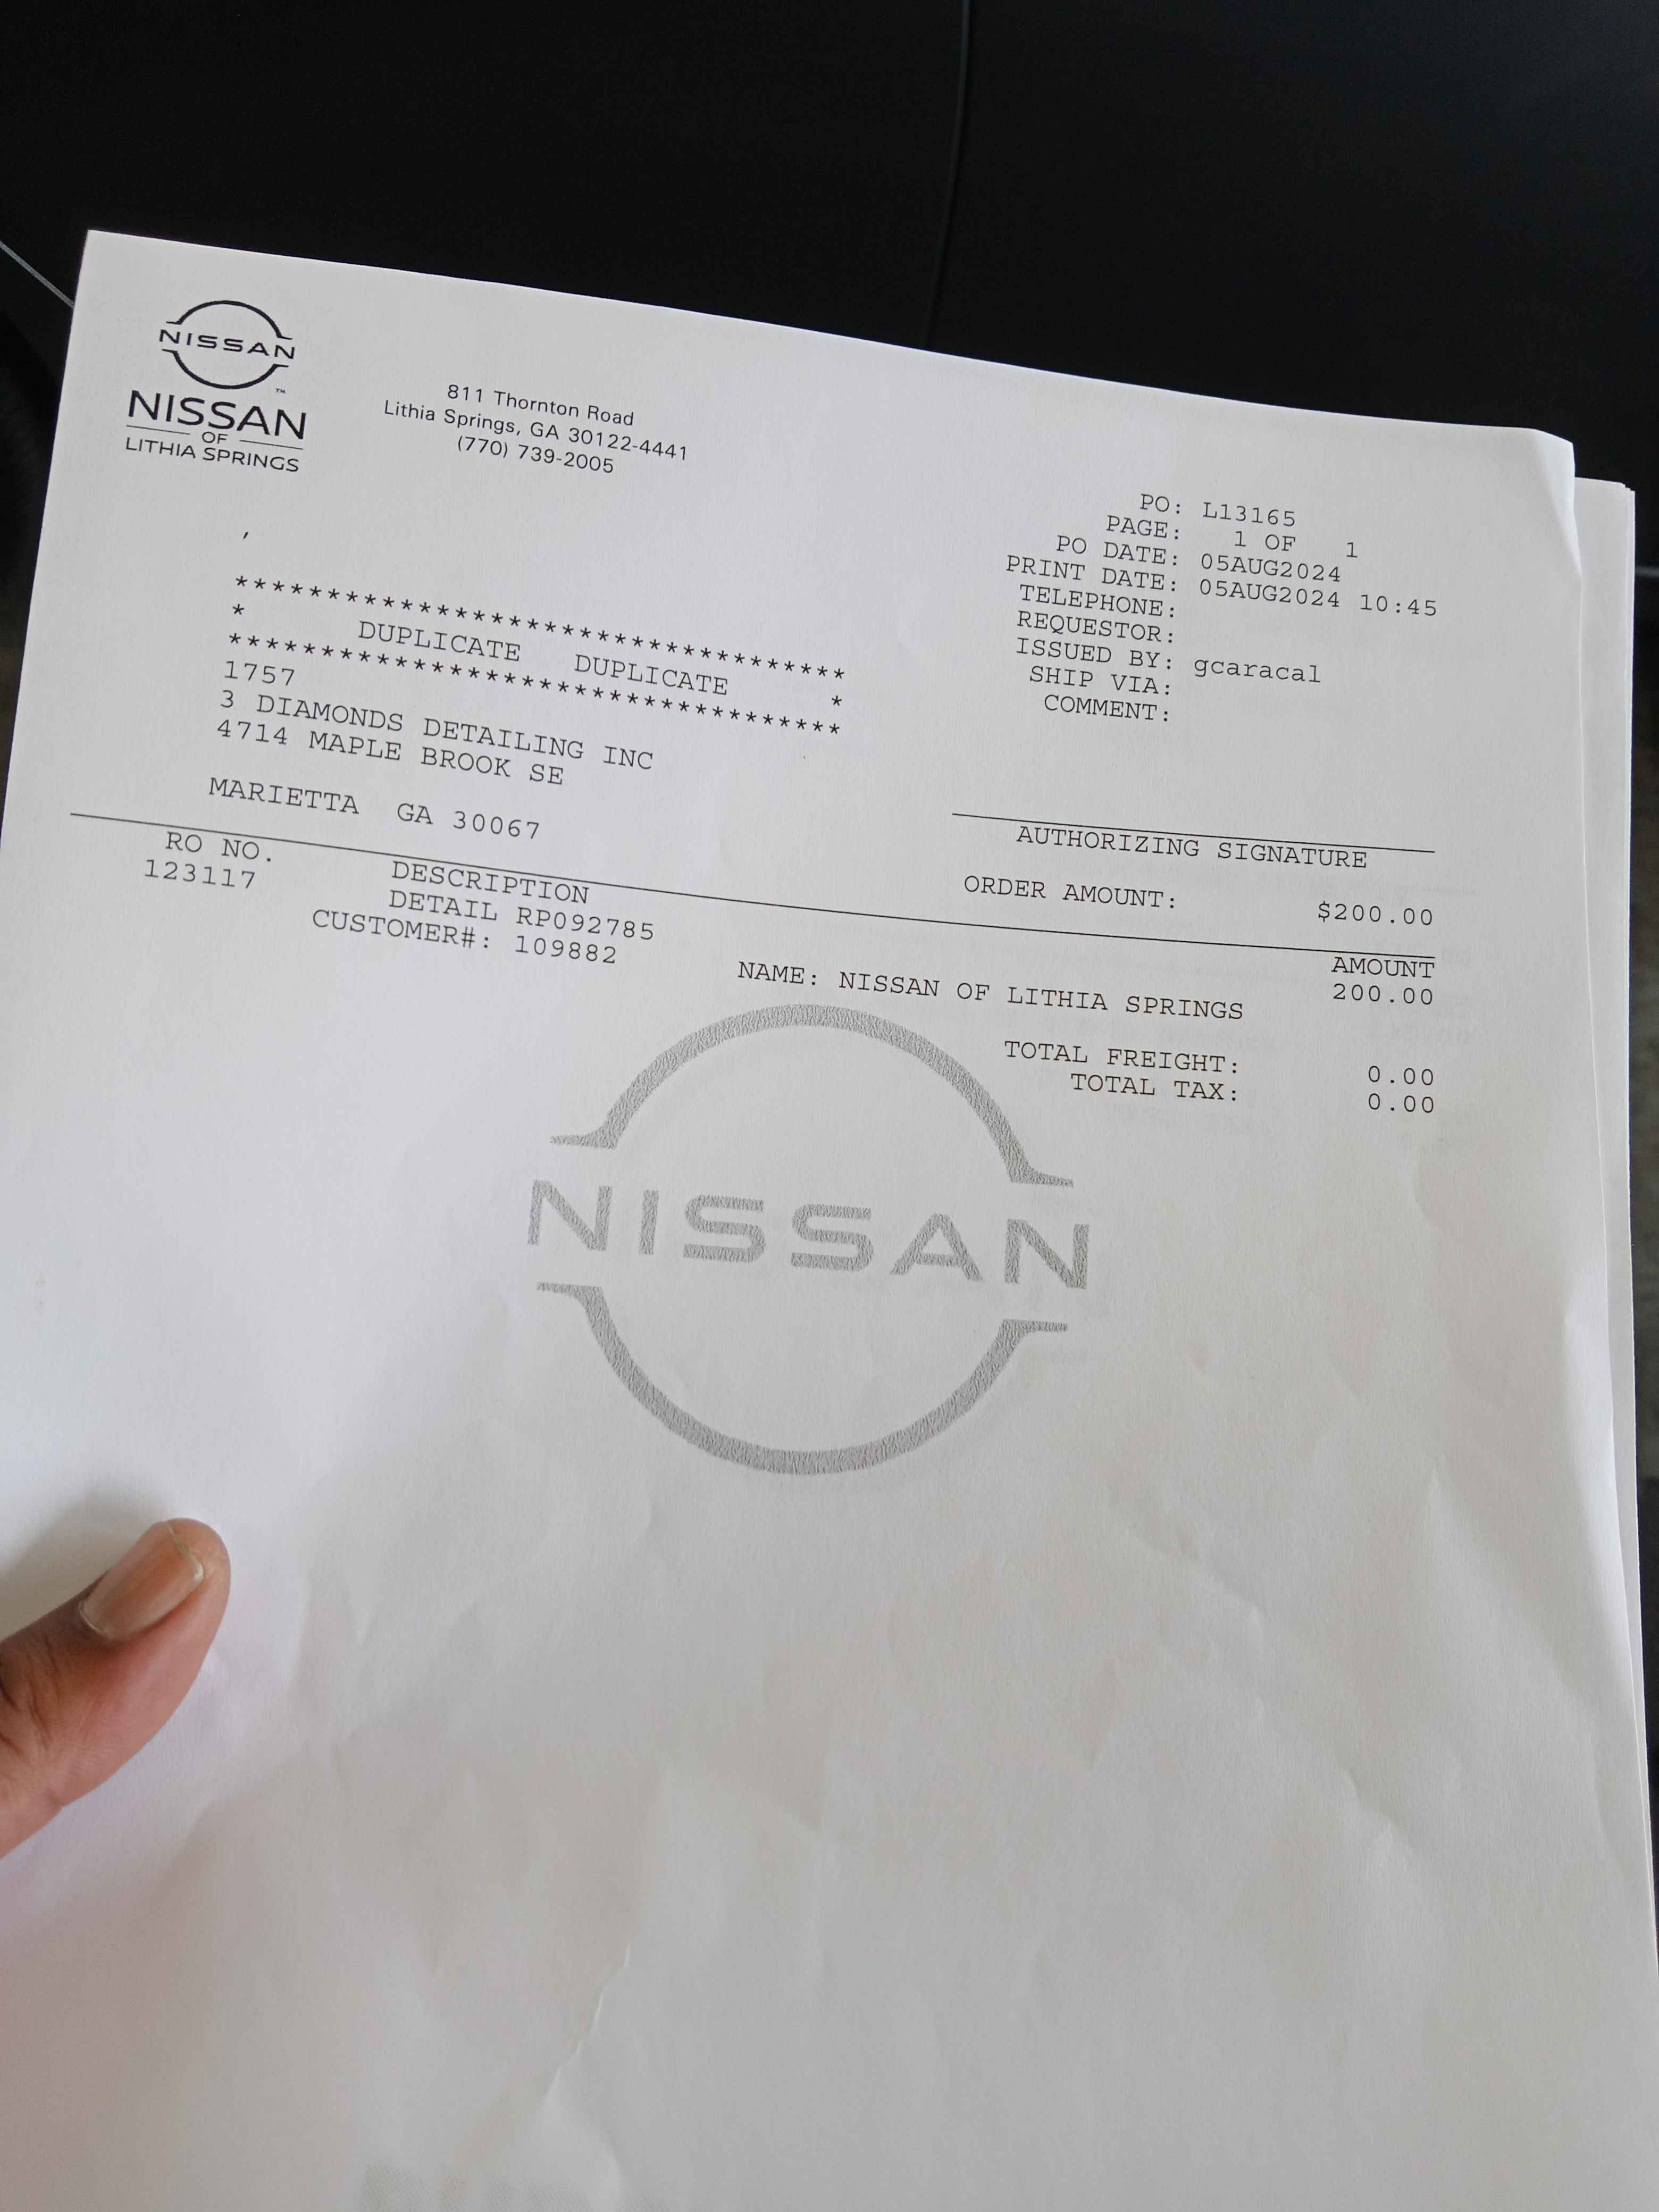 NISSAN
TM
NISSAN
OF
LITHIA SPRINGS
811 Thornton Road
Lithia Springs, GA 30122-4441
(770) 739-2005
PO: L13165
PAGE: 1 OF 1
PO DATE: 05AUG2024
PRINT DATE: 05AUG2024 10:45
TELEPHONE:
REQUESTOR:
ISSUED BY: gcaracal
SHIP VIA:
COMMENT:
,
**********************************
* DUPLICATE DUPLICATE *
**********************************
1757
3 DIAMONDS DETAILING INC
4714 MAPLE BROOK SE
MARIETTA GA 30067
AUTHORIZING SIGNATURE
ORDER AMOUNT: $200.00
RO NO. DESCRIPTION AMOUNT
123117 DETAIL RP092785 200.00
CUSTOMER#: 109882 NAME: NISSAN OF LITHIA SPRINGS
TOTAL FREIGHT: 0.00
TOTAL TAX: 0.00
NISSAN